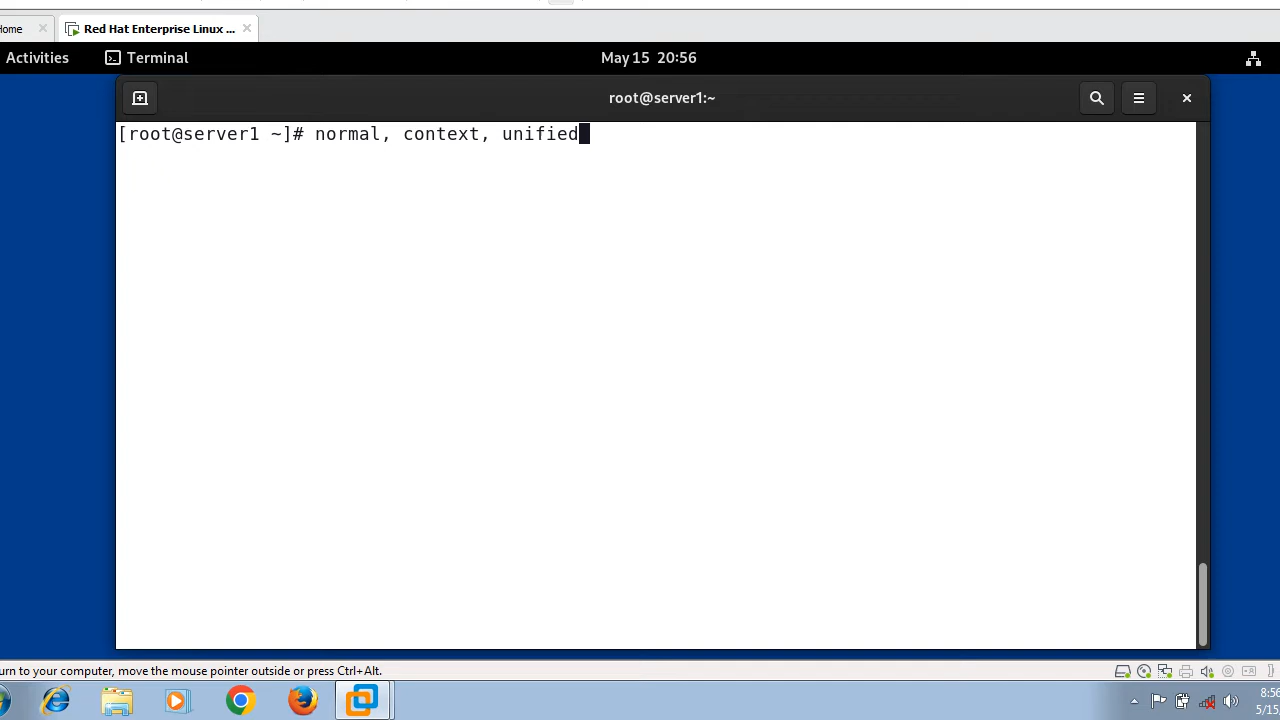 Home
Red Hat Enterprise Linux ...
Activities
Terminal
May 15 20:56
root@server1:~
[root@server1 ~]# normal, context, unified
urn to your computer, move the mouse pointer outside or press Ctrl+Alt.
8:56
5/15